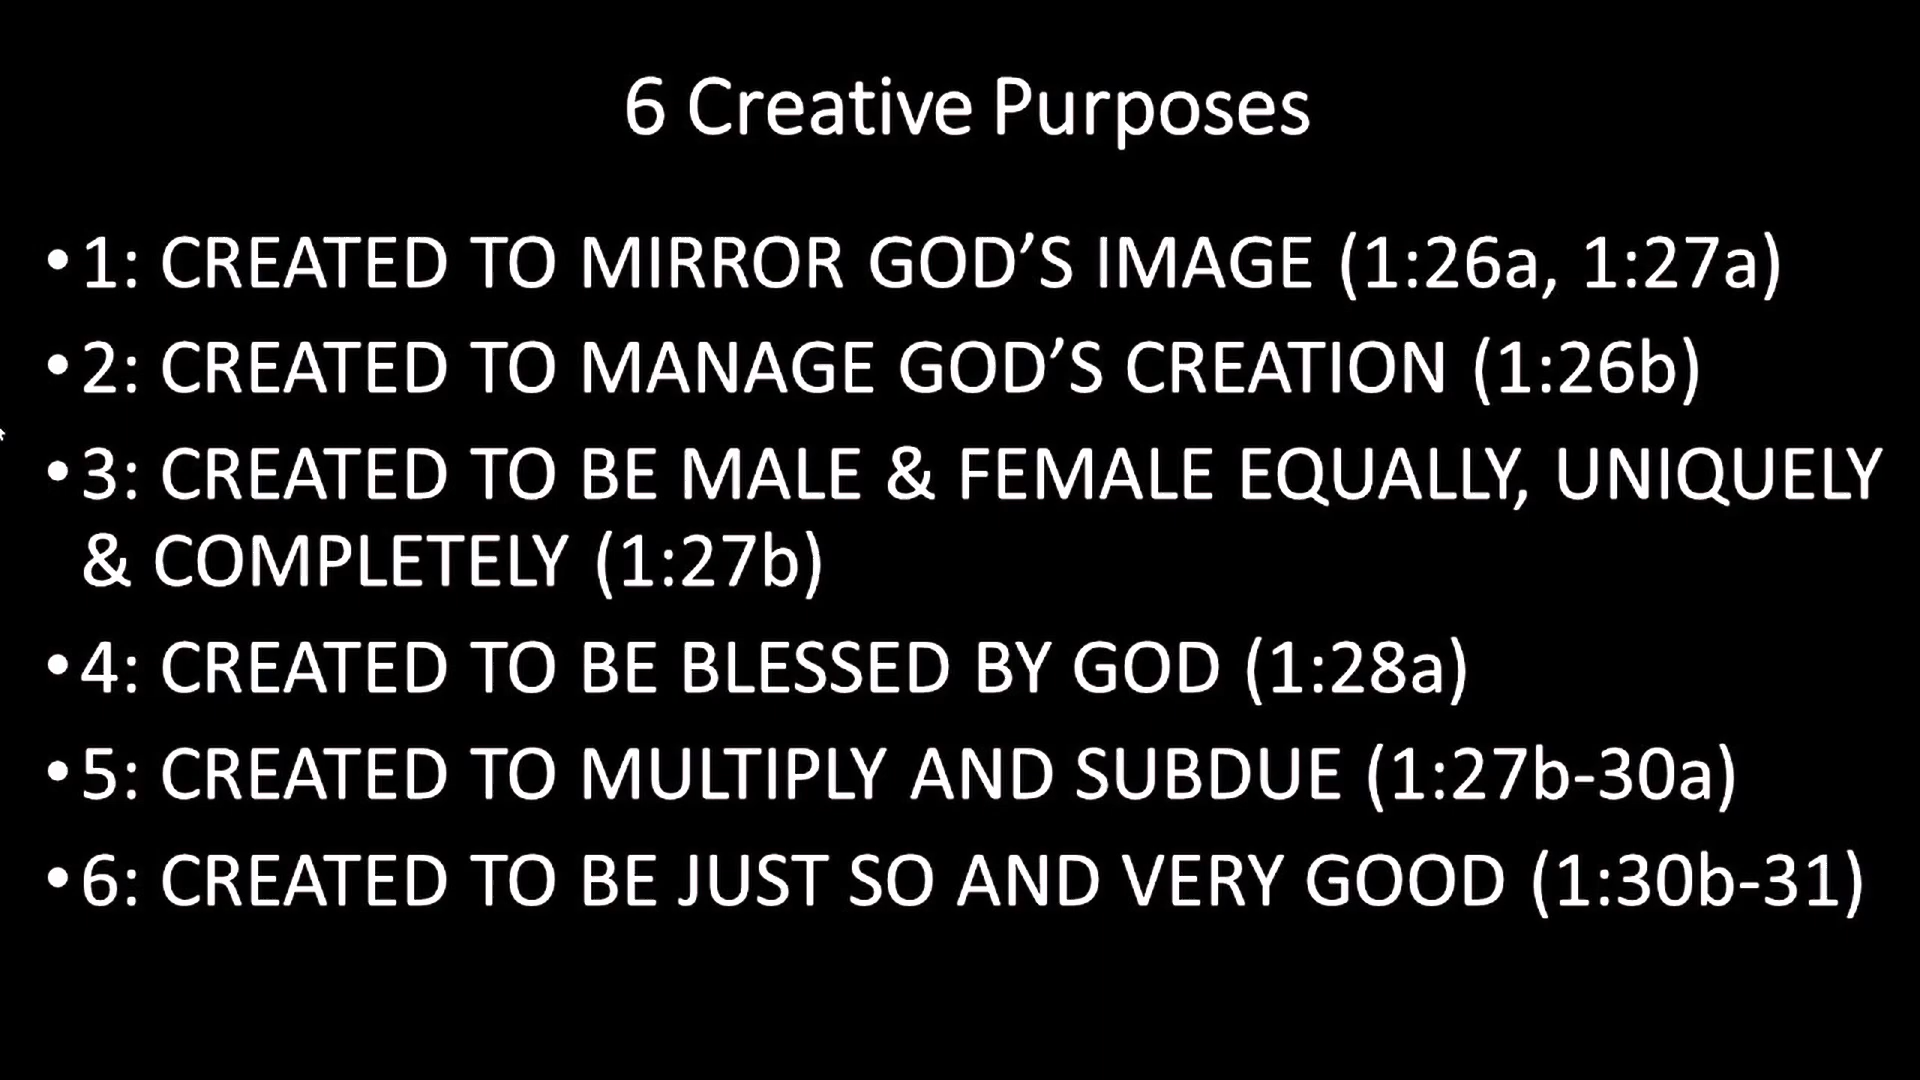 6 Creative Purposes
•1: CREATED TO MIRROR GOD’S IMAGE (1:26a, 1:27a)
•2: CREATED TO MANAGE GOD’S CREATION (1:26b)
•3: CREATED TO BE MALE & FEMALE EQUALLY, UNIQUELY
& COMPLETELY (1:27b)
•4: CREATED TO BE BLESSED BY GOD (1:28a)
•5: CREATED TO MULTIPLY AND SUBDUE (1:27b-30a)
•6: CREATED TO BE JUST SO AND VERY GOOD (1:30b-31)